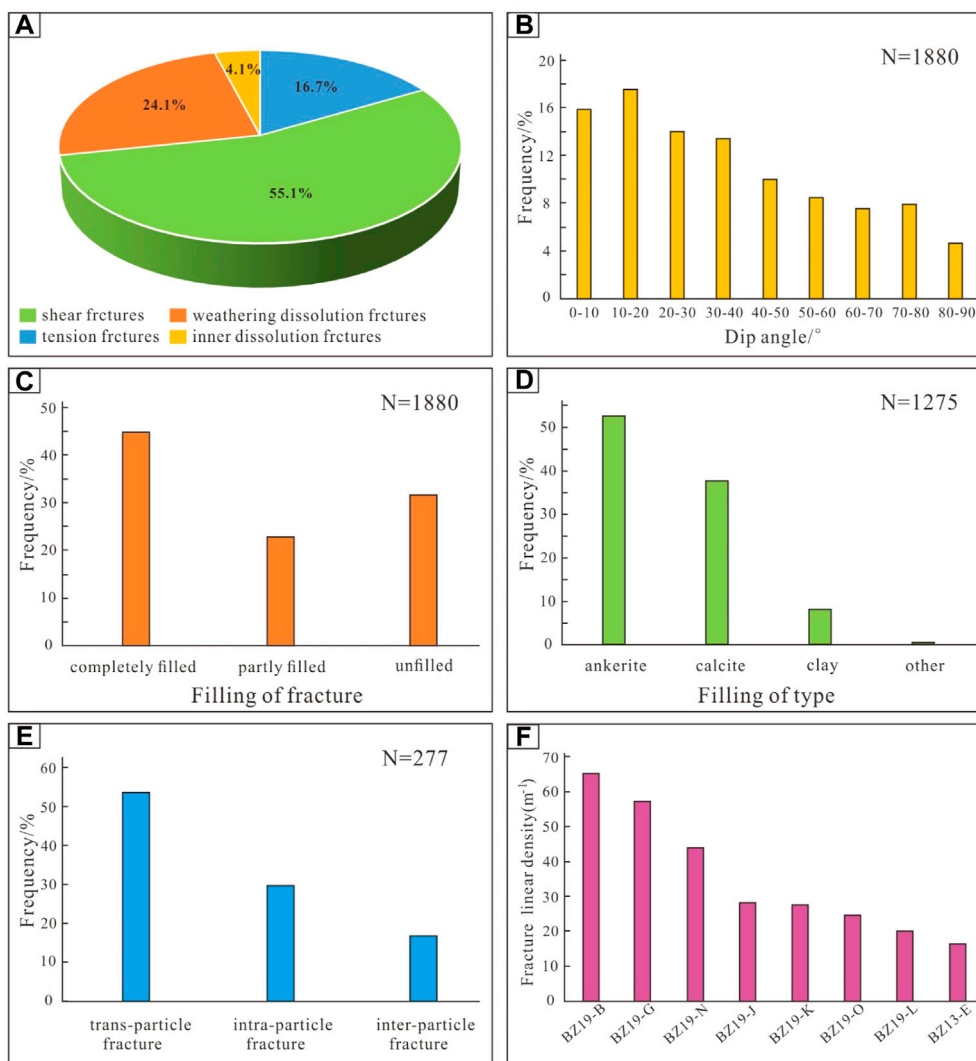 A
4.1%
16.7%
24.1%
55.1%
shear frctures
weathering dissolution frctures
tension frctures
inner dissolution frctures
B
N=1880
Frequency/%
20
16
12
8
4
0
0-10 10-20 20-30 30-40 40-50 50-60 60-70 70-80 80-90
Dip angle/°
C
N=1880
Frequency/%
50
40
30
20
10
0
completely filled partly filled unfilled
Filling of fracture
D
N=1275
Frequency/%
50
40
30
20
10
0
ankerite calcite clay other
Filling of type
E
N=277
Frequency/%
60
50
40
30
20
10
0
trans-particle intra-particle inter-particle
fracture fracture fracture
F
Fracture linear density(m⁻¹)
70
60
50
40
30
20
10
0
BZ19-B BZ19-G BZ19-N BZ19-J BZ19-K BZ19-O BZ19-L BZ13-E